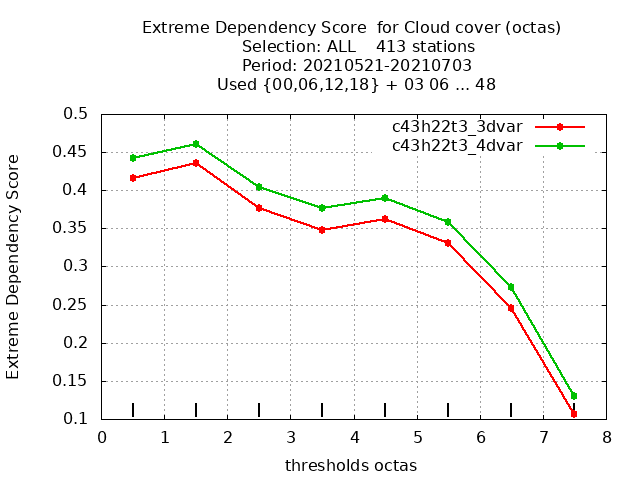 Extreme Dependency Score  for Cloud cover (octas)
Selection: ALL    413 stations
Period: 20210521-20210703
Used {00,06,12,18} + 03 06 ... 48
c43h22t3_3dvar
c43h22t3_4dvar
Extreme Dependency Score
0.5
0.45
0.4
0.35
0.3
0.25
0.2
0.15
0.1
0 1 2 3 4 5 6 7 8
thresholds octas